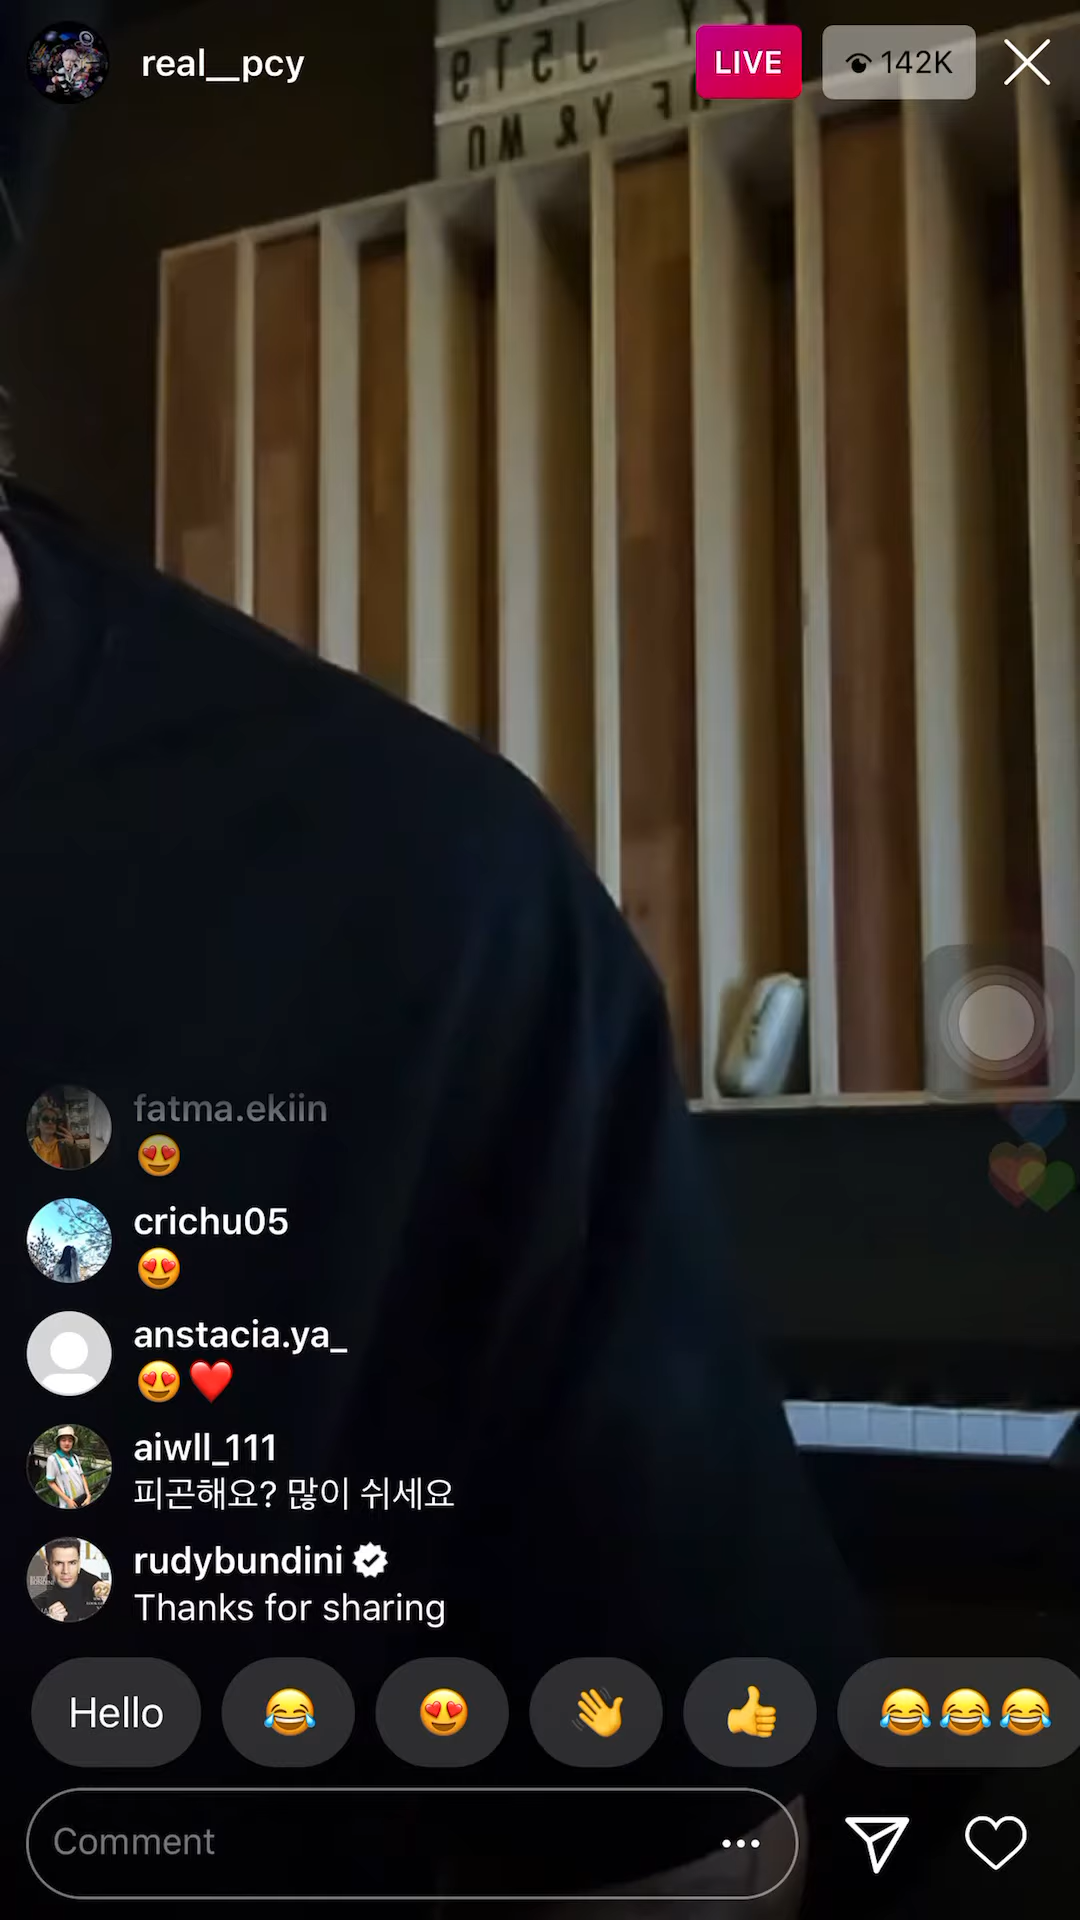 real__pcy
LIVE
142K
fatma.ekiin
😍
crichu05
😍
anstacia.ya_
😍❤️
aiwll_111
피곤해요? 많이 쉬세요
rudybundini
Thanks for sharing
Hello
😂
😍
👋
👍
😂😂😂
Comment